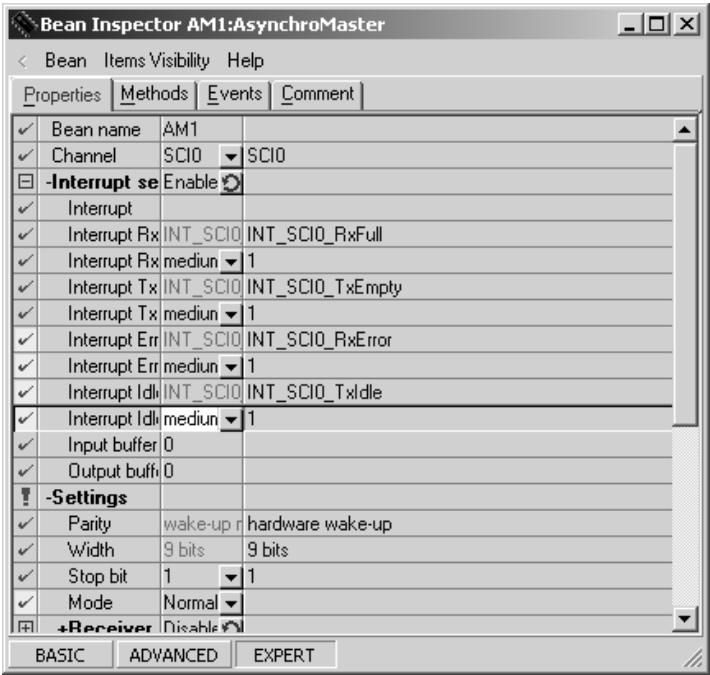 Bean Inspector AM1:AsynchroMaster
< Bean Items Visibility Help
Properties Methods Events Comment
Bean name AM1
Channel SCI0 SCI0
-Interrupt se Enable
Interrupt
Interrupt Rx INT_SCI0 INT_SCI0_RxFull
Interrupt Rx mediun 1
Interrupt Tx INT_SCI0_ INT_SCI0_TxEmpty
Interrupt Tx mediun 1
Interrupt Err INT_SCI0 INT_SCI0_RxError
Interrupt Err mediun 1
Interrupt Idl INT_SCI0 INT_SCI0_TxIdle
Interrupt Idl mediun 1
Input buffer 0
Output buff 0
-Settings
Parity wake-up r hardware wake-up
Width 9 bits 9 bits
Stop bit 1 1
Mode Normal
+Receiver Disable
BASIC ADVANCED EXPERT